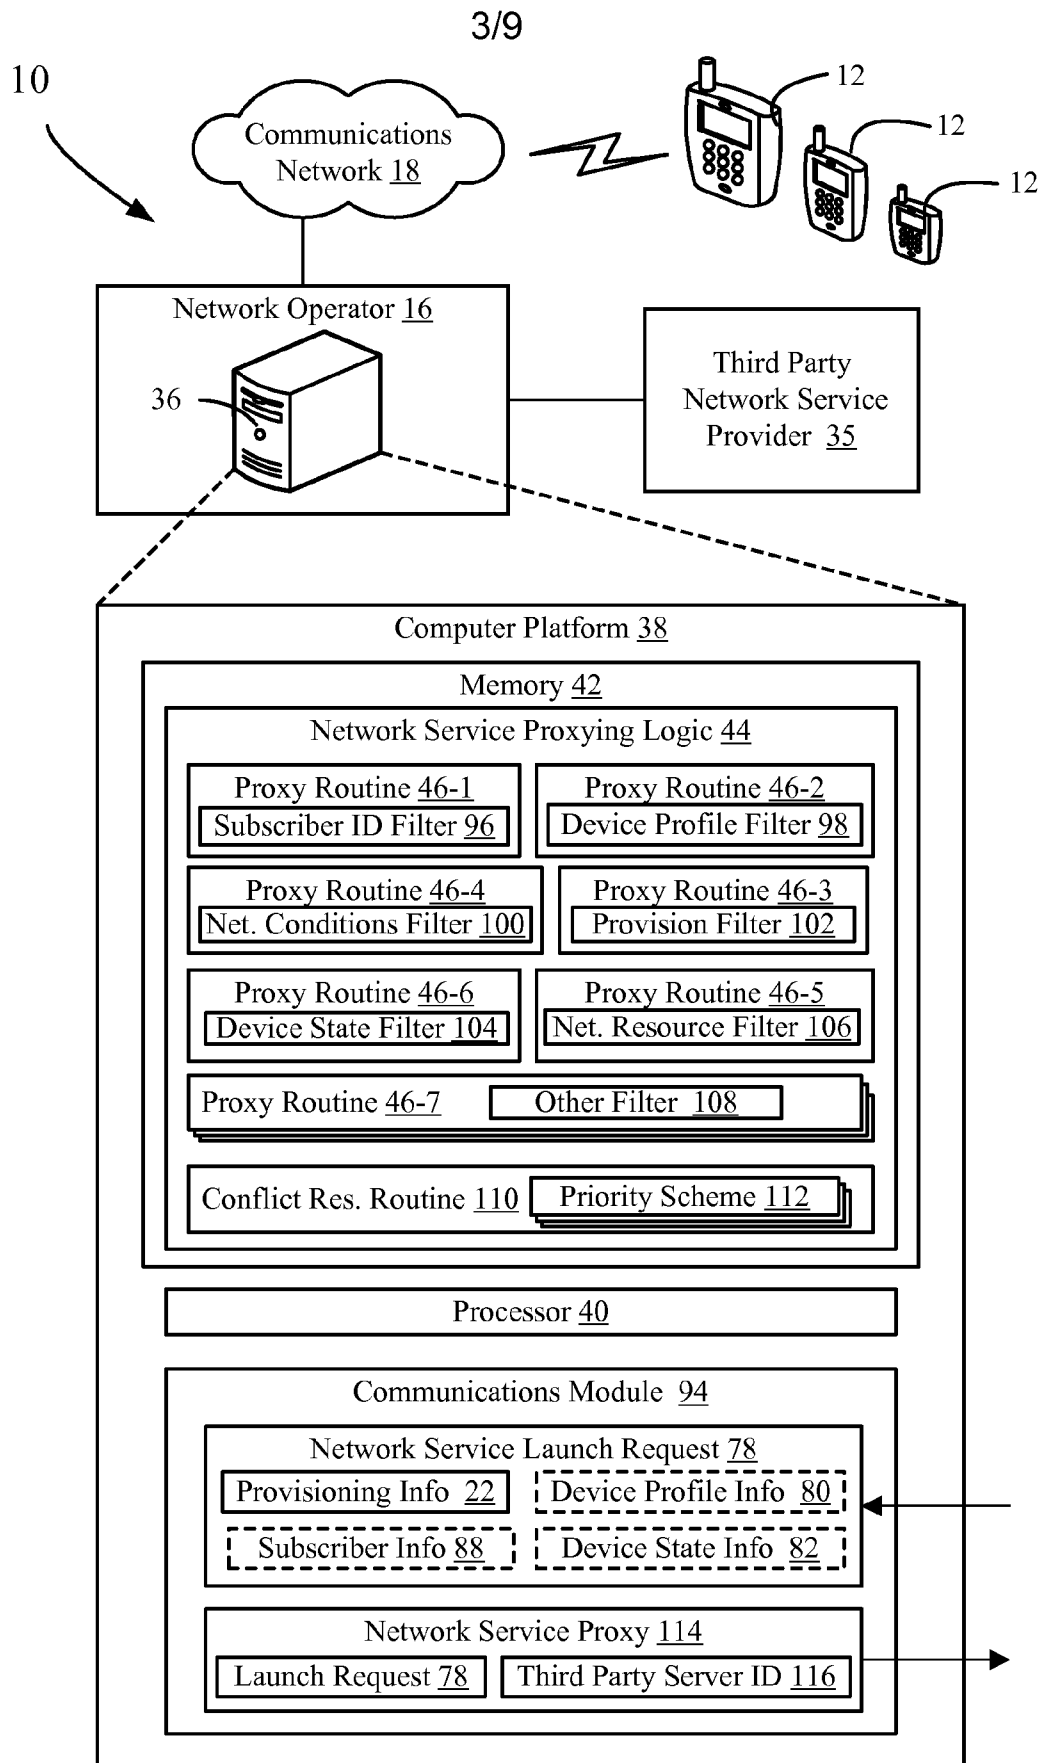 3/9
10
Communications
Network 18
12
12
12
Network Operator 16
36
Third Party
Network Service
Provider 35
Computer Platform 38
Memory 42
Network Service Proxying Logic 44
Proxy Routine 46-1
Subscriber ID Filter 96
Proxy Routine 46-2
Device Profile Filter 98
Proxy Routine 46-4
Net. Conditions Filter 100
Proxy Routine 46-3
Provision Filter 102
Proxy Routine 46-6
Device State Filter 104
Proxy Routine 46-5
Net. Resource Filter 106
Proxy Routine 46-7
Other Filter 108
Conflict Res. Routine 110
Priority Scheme 112
Processor 40
Communications Module 94
Network Service Launch Request 78
Provisioning Info 22
Device Profile Info 80
Subscriber Info 88
Device State Info 82
Network Service Proxy 114
Launch Request 78
Third Party Server ID 116